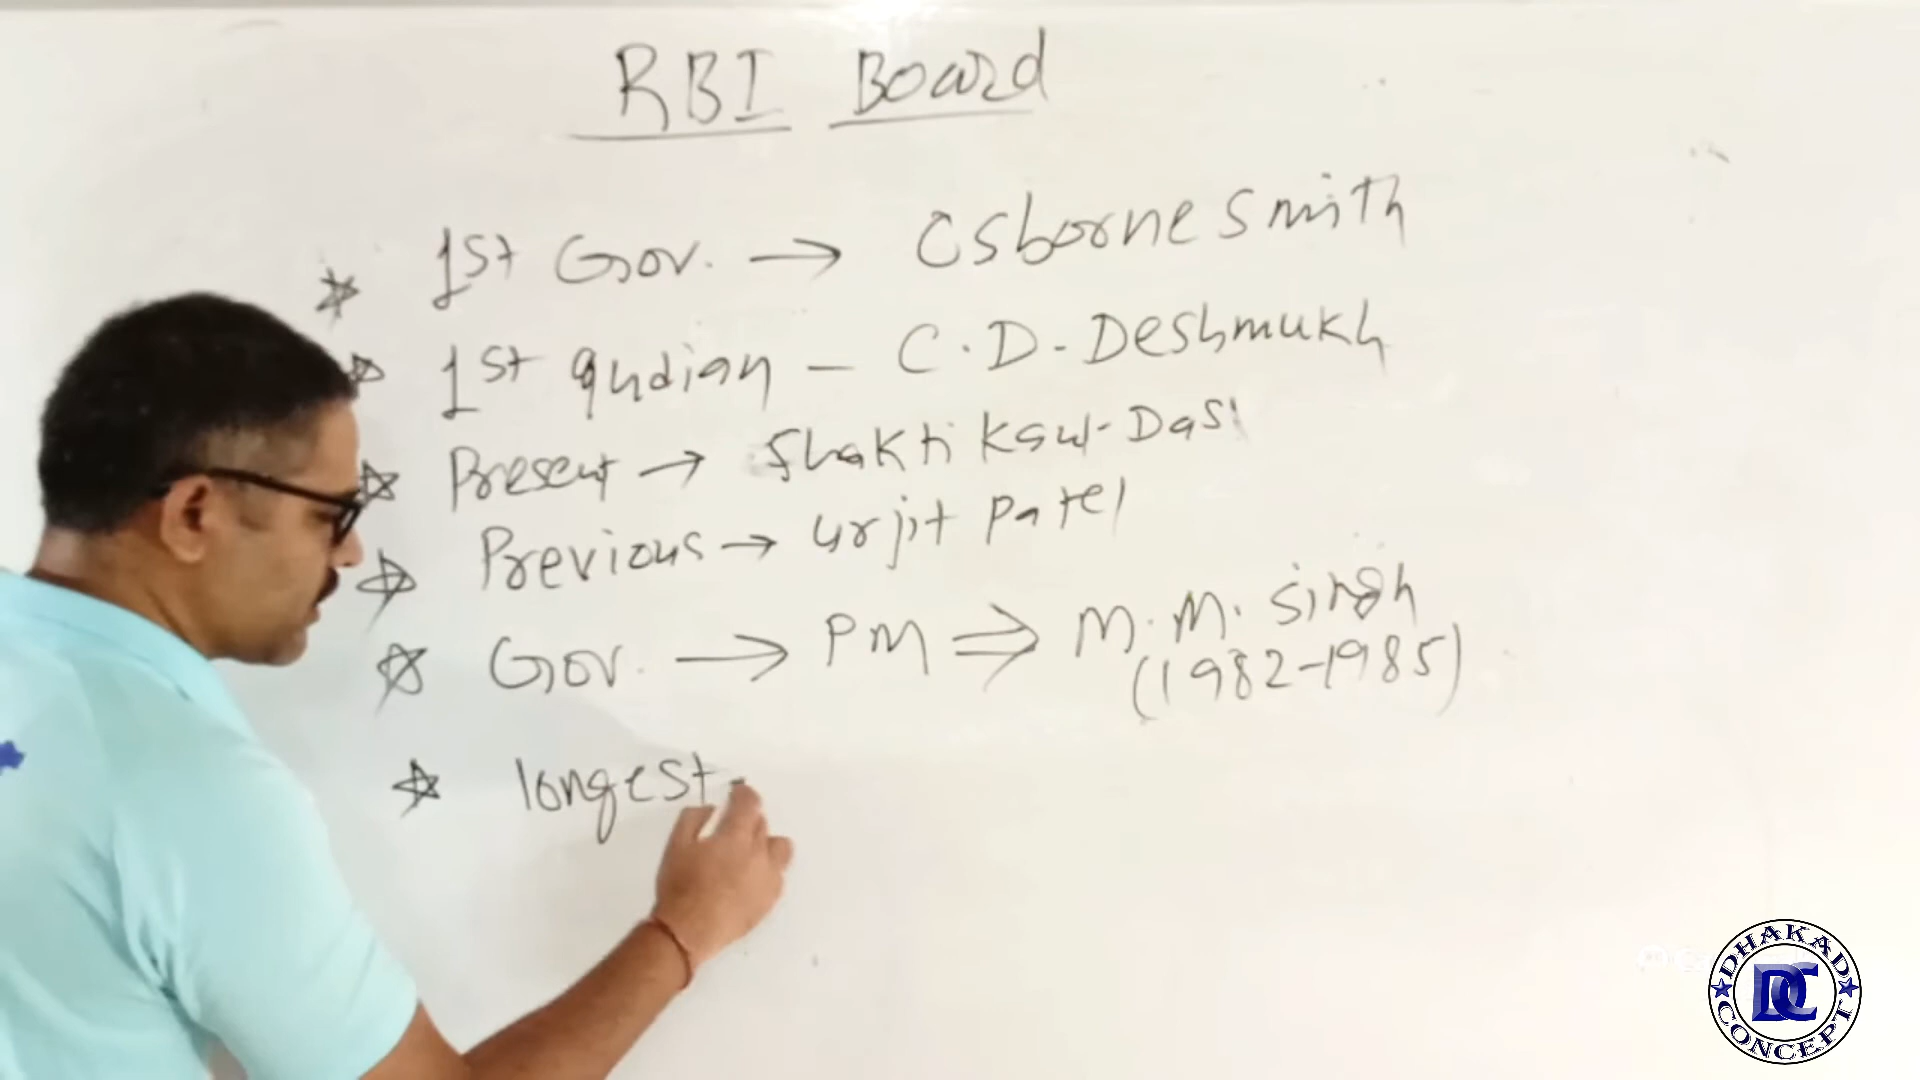 RBI Board
1st Gov. → Osborne Smith
1st Indian - C.D. Deshmukh
Present → Shakti Kant Das
Previous → Urjit Patel
Gov. → PM ⇒ M.M. Singh
(1982-1985)
longest
DHAKAD
DC
CONCEPT